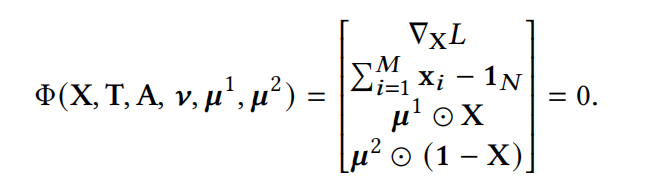 Φ(X, T, A, ν, μ¹, μ²) = [∇_X L; ∑_{i=1}^{M} x_i − 1_N; μ¹ ⊙ X; μ² ⊙ (1 − X)] = 0.